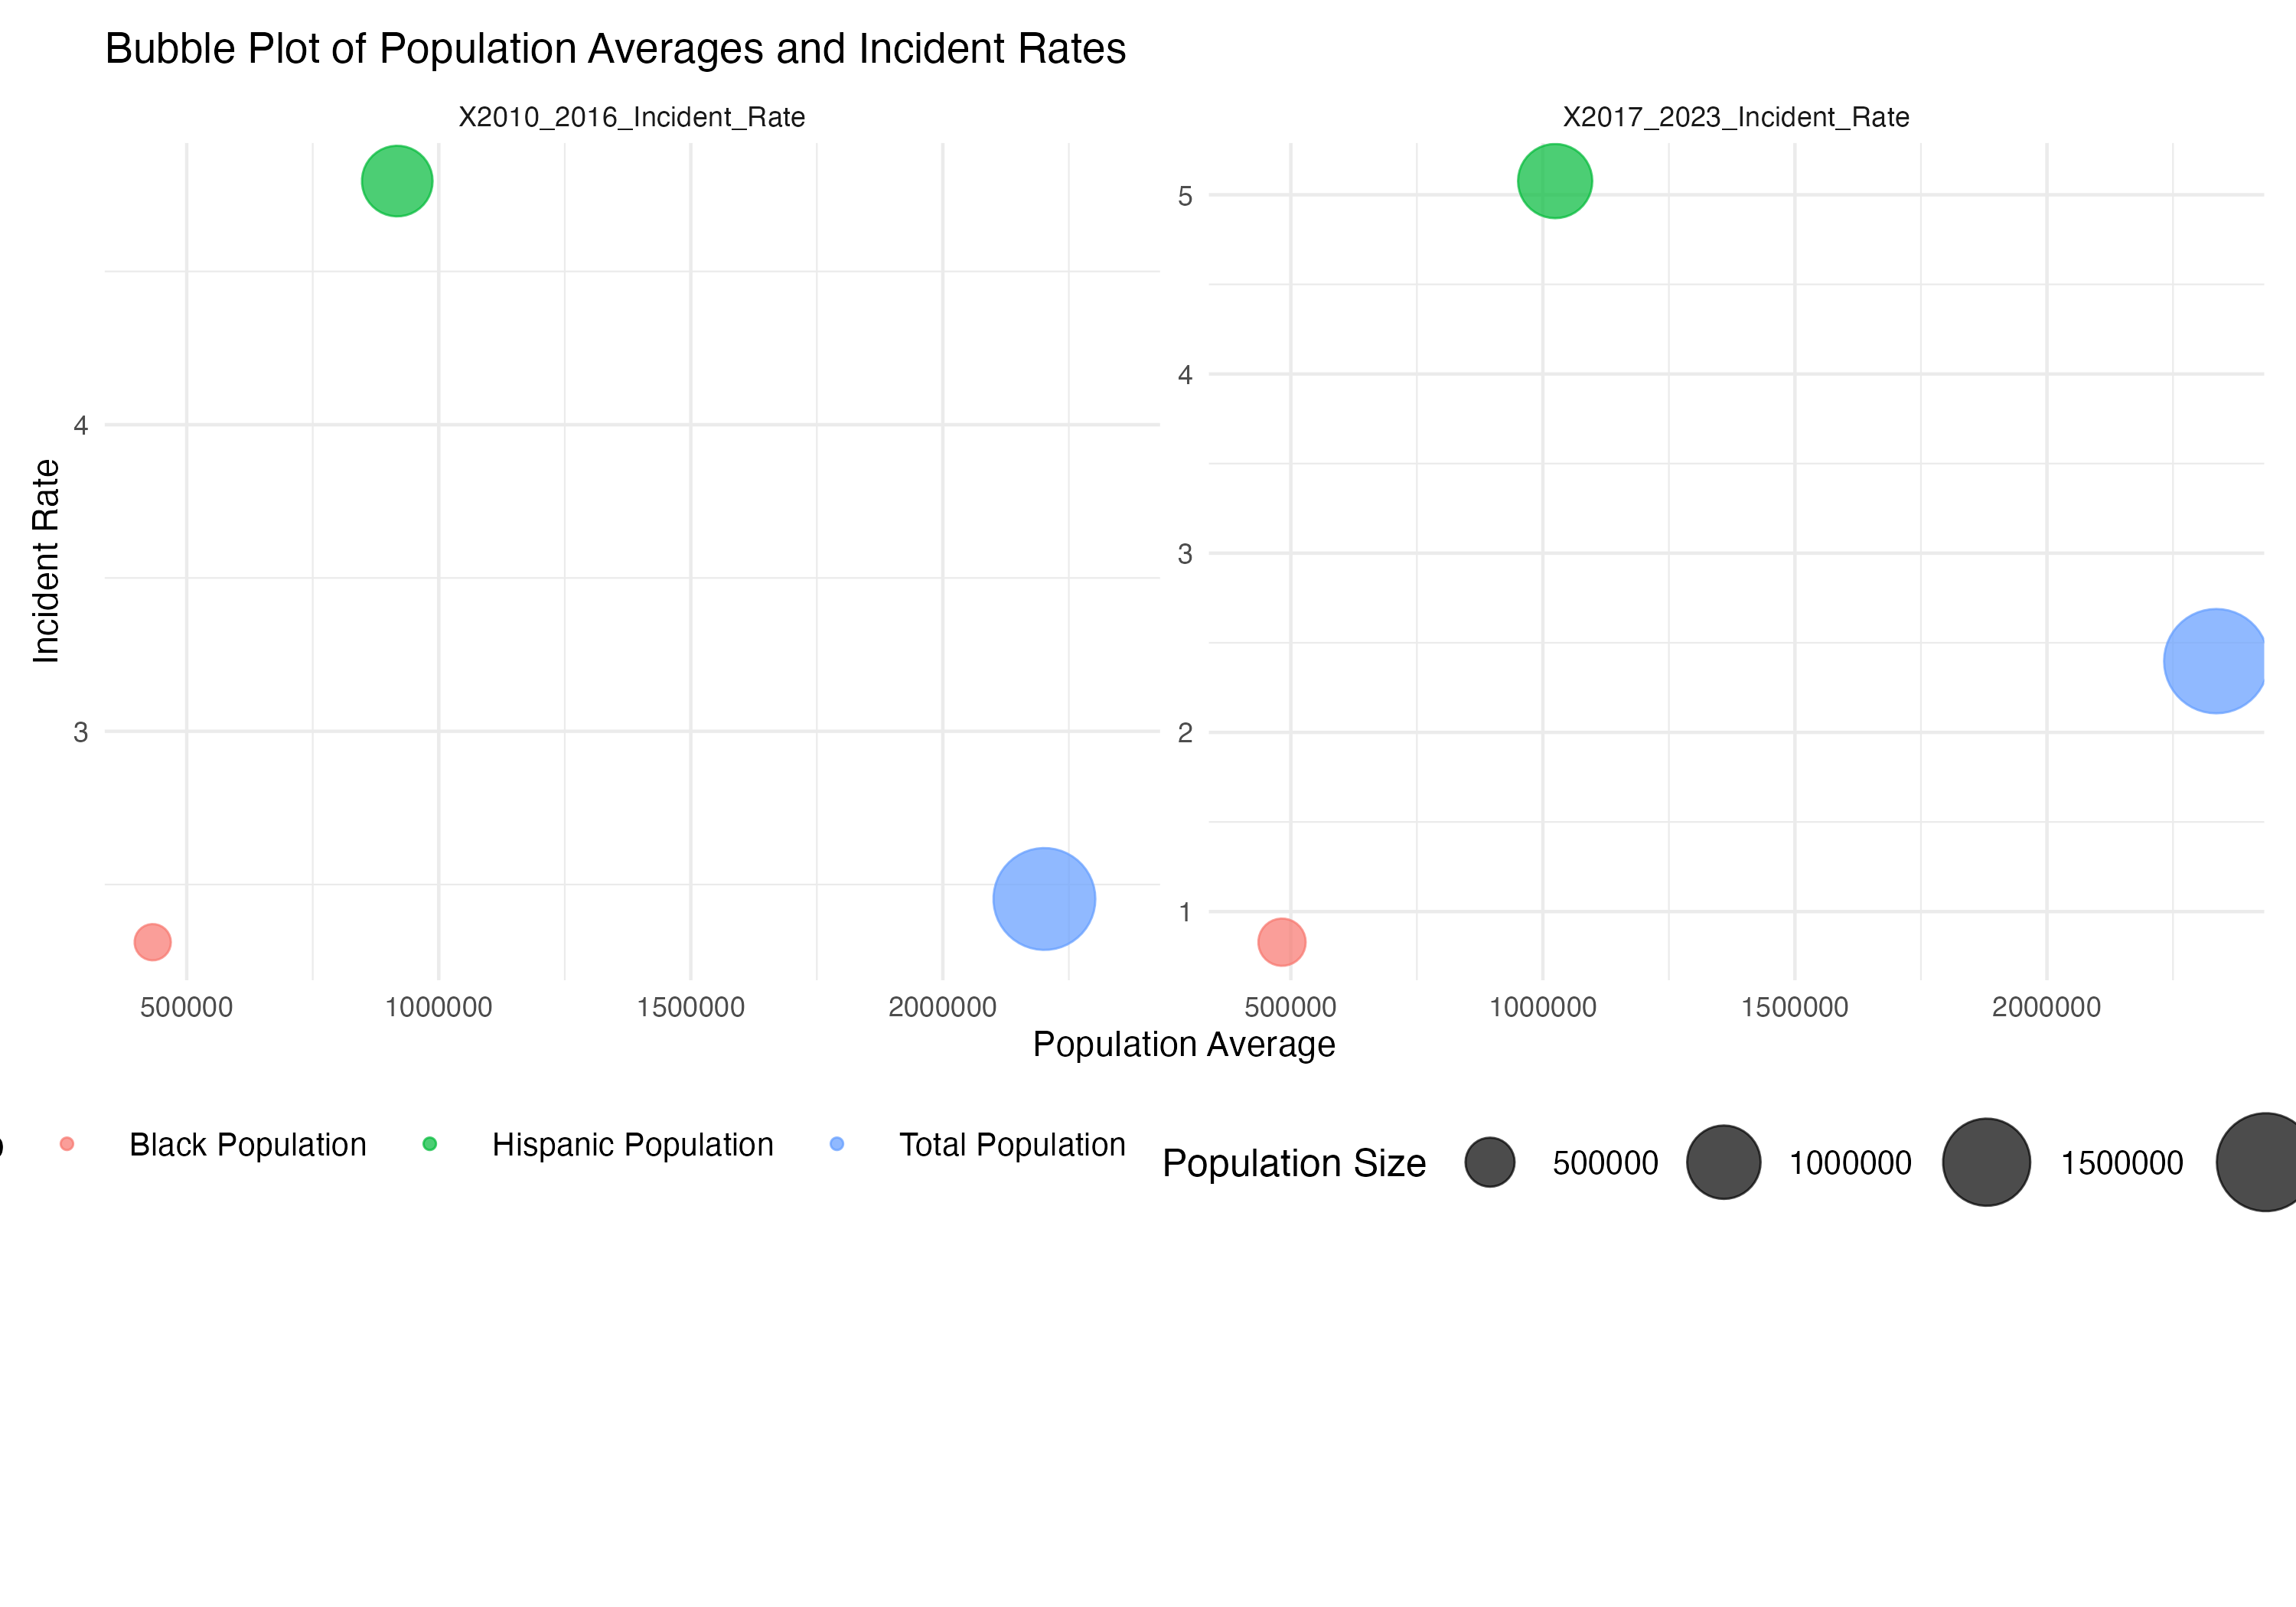 Bubble Plot of Population Averages and Incident Rates
X2010_2016_Incident_Rate
X2017_2023_Incident_Rate
Incident Rate
4
3
5
4
3
2
1
500000 1000000 1500000 2000000
500000 1000000 1500000 2000000
Population Average
Black Population Hispanic Population Total Population
Population Size 500000 1000000 1500000